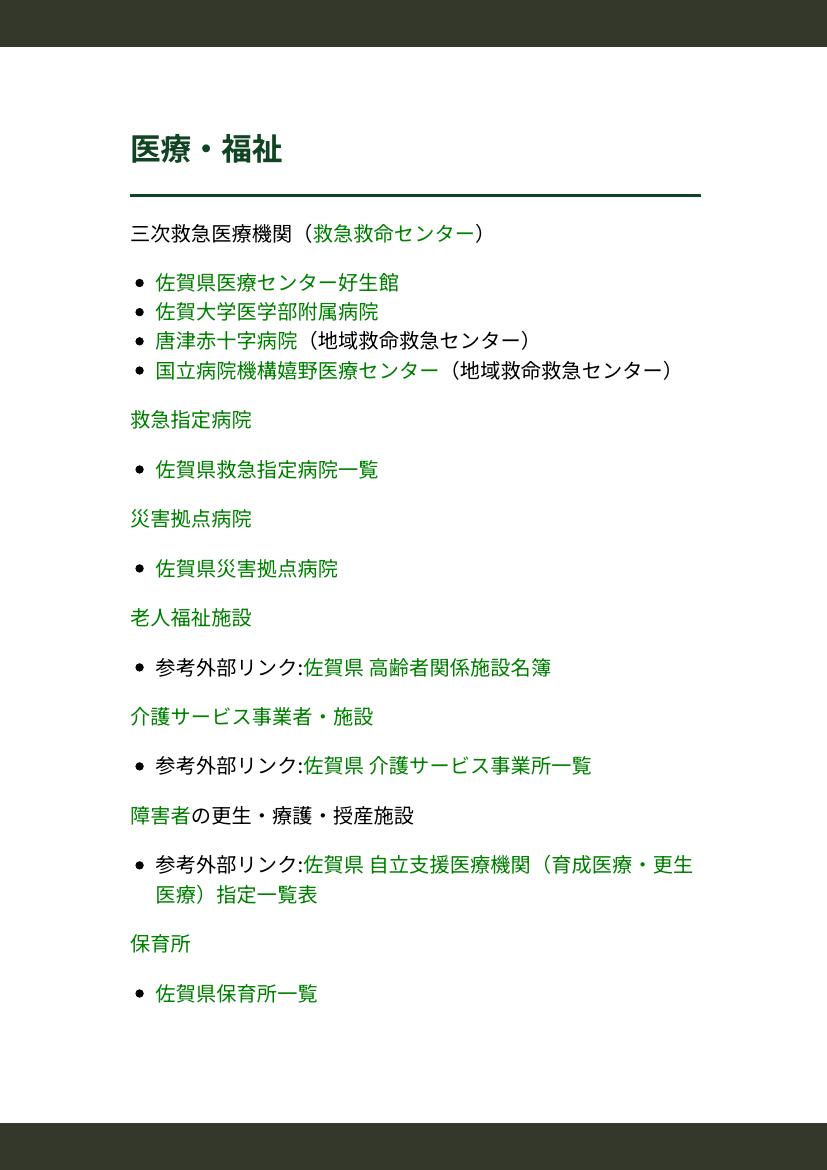 医療・福祉
三次救急医療機関（救急救命センター）
佐賀県医療センター好生館
佐賀大学医学部附属病院
唐津赤十字病院（地域救命救急センター）
国立病院機構嬉野医療センター（地域救命救急センター）
救急指定病院
佐賀県救急指定病院一覧
災害拠点病院
佐賀県災害拠点病院
老人福祉施設
参考外部リンク:佐賀県 高齢者関係施設名簿
介護サービス事業者・施設
参考外部リンク:佐賀県 介護サービス事業所一覧
障害者の更生・療護・授産施設
参考外部リンク:佐賀県 自立支援医療機関（育成医療・更生
医療）指定一覧表
保育所
佐賀県保育所一覧